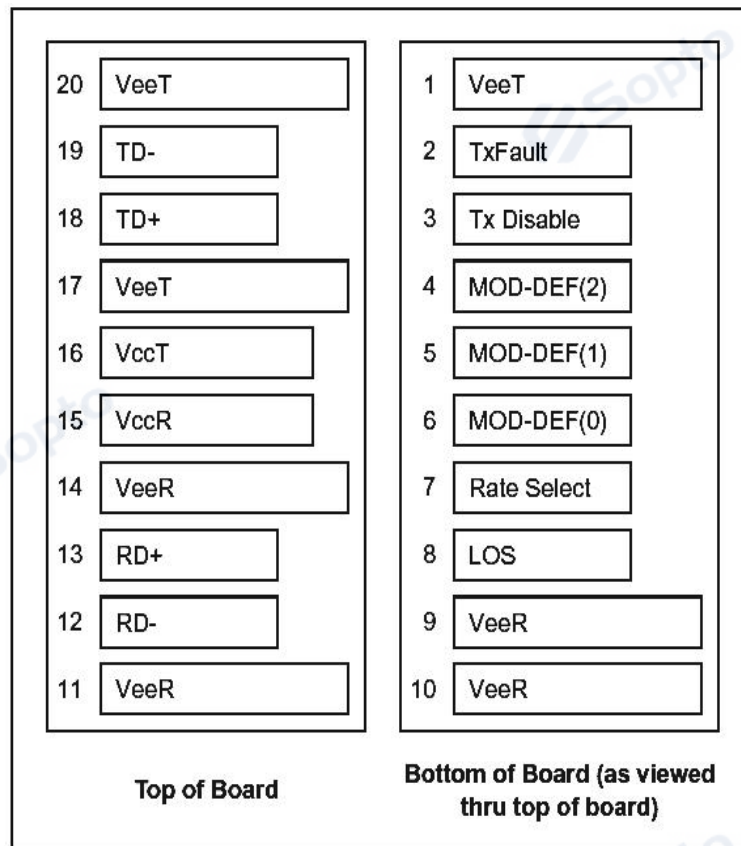 20 VeeT
19 TD-
18 TD+
17 VeeT
16 VccT
15 VccR
14 VeeR
13 RD+
12 RD-
11 VeeR
Top of Board
1 VeeT
2 TxFault
3 Tx Disable
4 MOD-DEF(2)
5 MOD-DEF(1)
6 MOD-DEF(0)
7 Rate Select
8 LOS
9 VeeR
10 VeeR
Bottom of Board (as viewed
thru top of board)
Sopto
Sopto